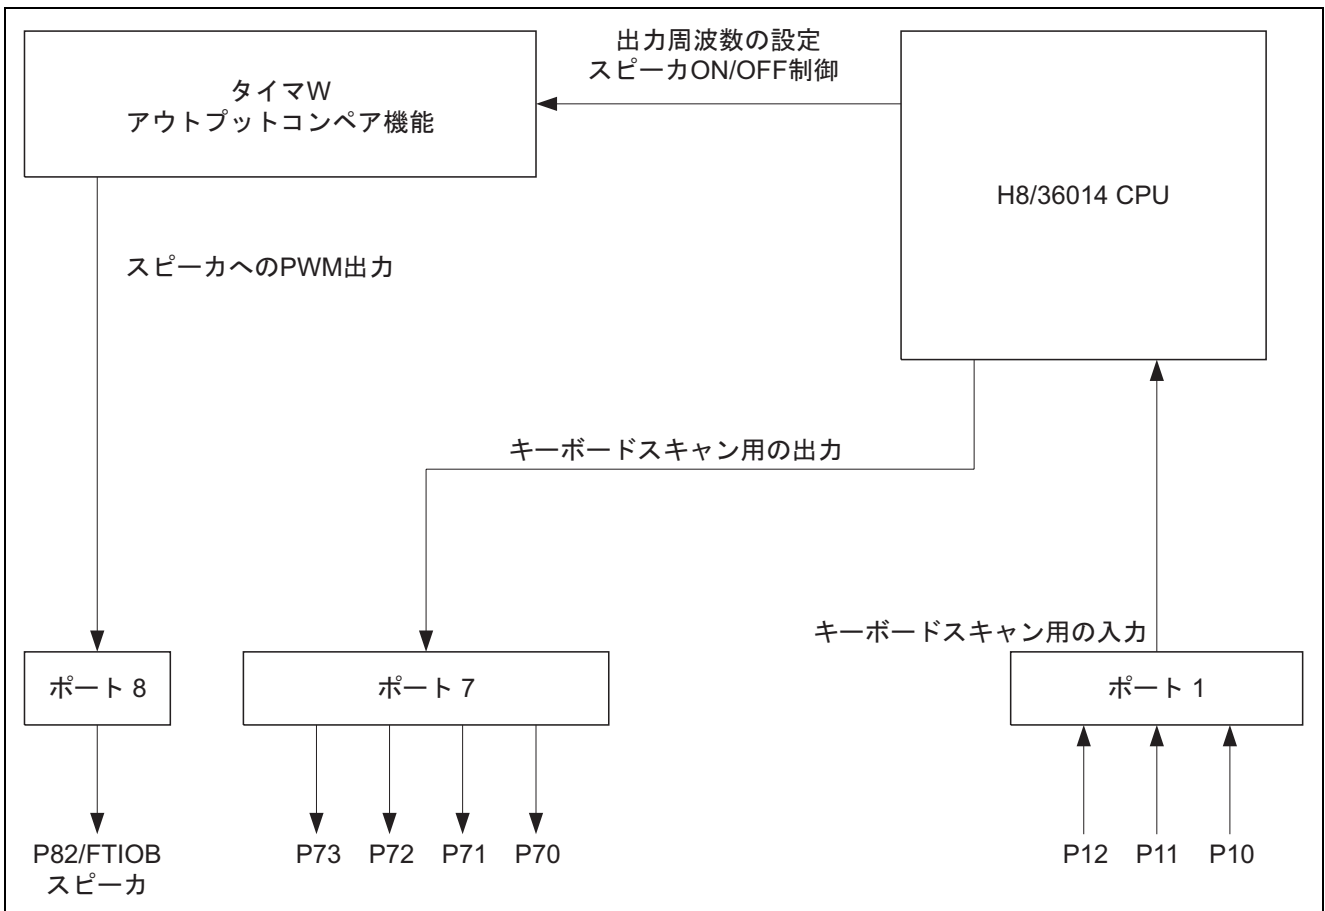 出力周波数の設定
スピーカON/OFF制御
タイマW
アウトプットコンペア機能
H8/36014 CPU
スピーカへのPWM出力
キーボードスキャン用の出力
キーボードスキャン用の入力
ポート 8
ポート 7
ポート 1
P82/FTIOB
スピーカ
P73
P72
P71
P70
P12
P11
P10